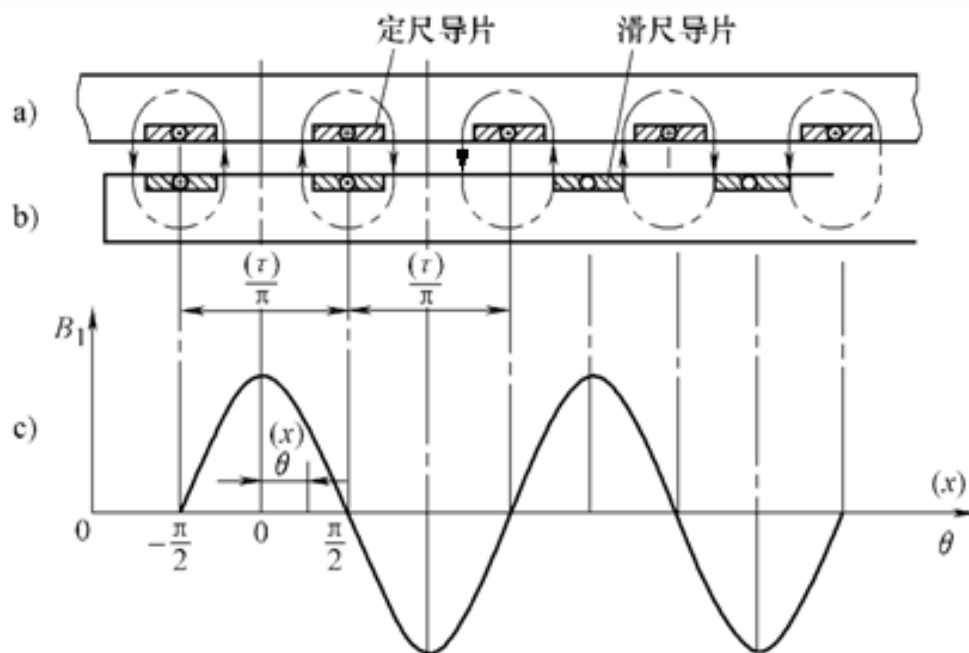 定尺导片 滑尺导片
a)
b)
(τ)/π (τ)/π
B₁
c)
(x)
θ
0 -π/2 0 π/2 (x)
θ